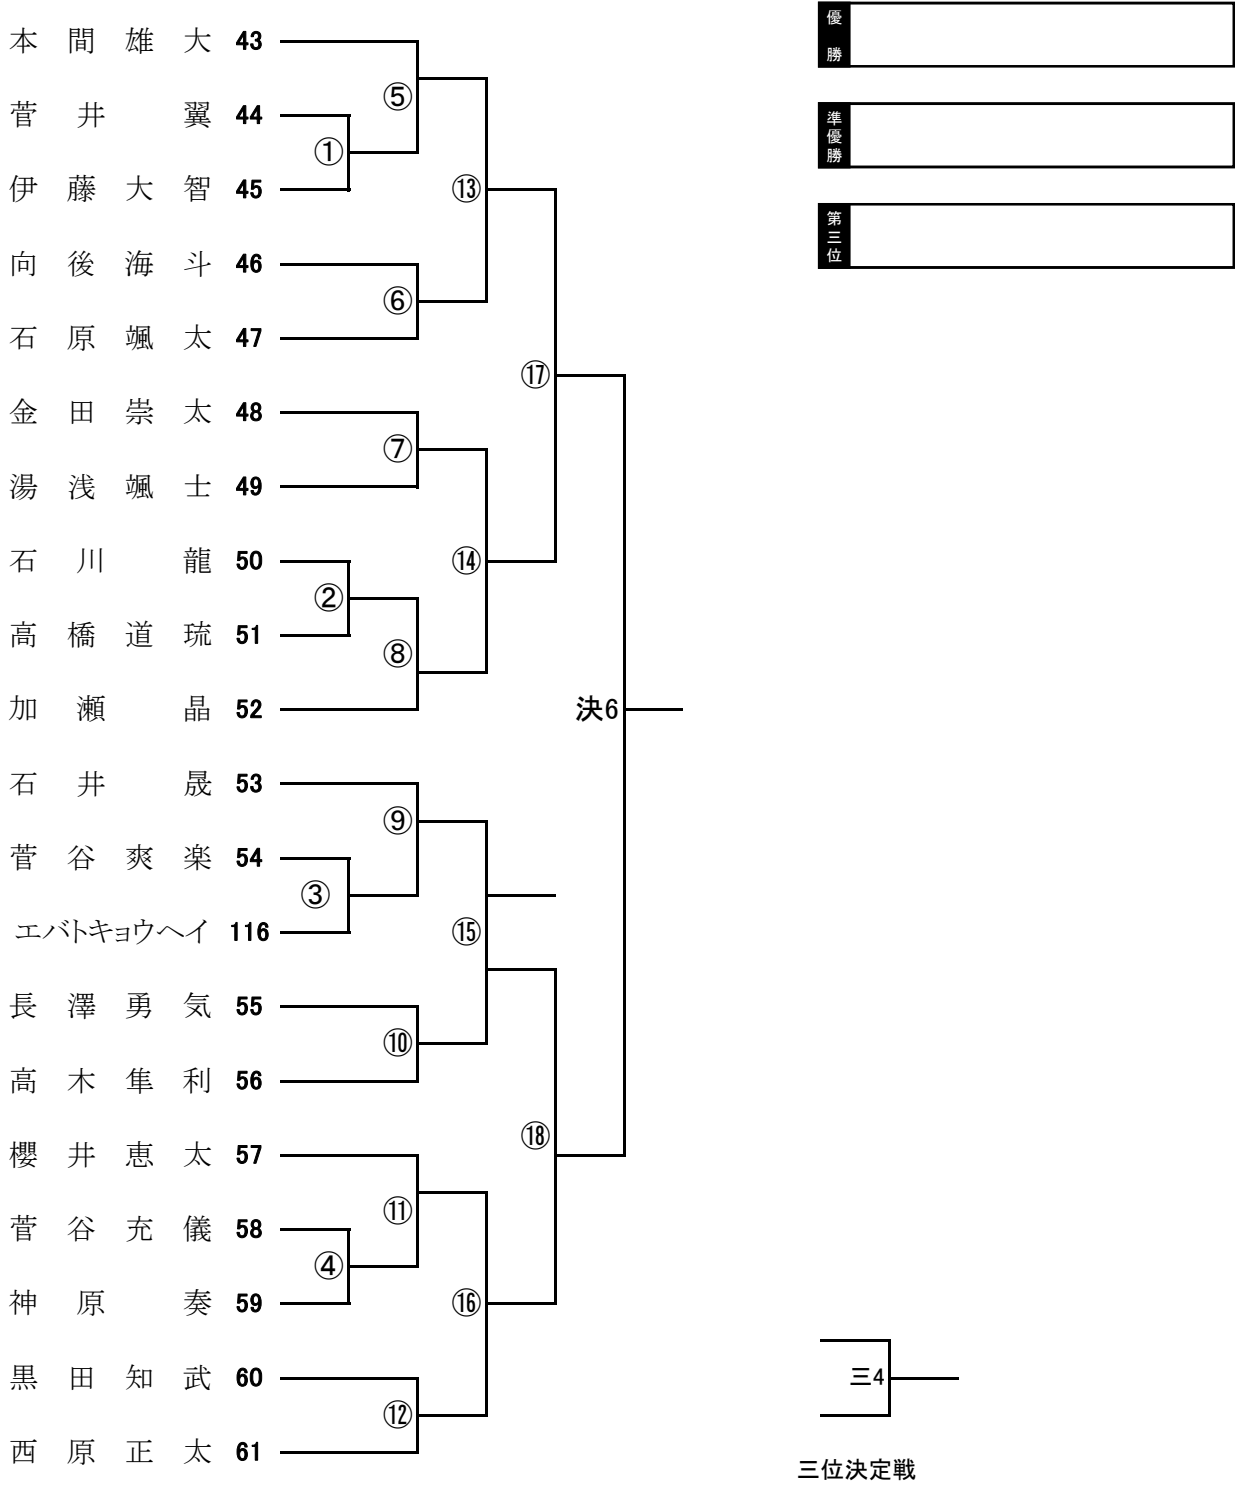 本間雄大 43
菅井 翼 44
伊藤大智 45
向後海斗 46
石原颯太 47
金田崇太 48
湯浅颯士 49
石川 龍 50
高橋道琉 51
加瀬 晶 52
石井 晟 53
菅谷爽楽 54
エバトキョウヘイ 116
長澤勇気 55
高木隼利 56
櫻井恵太 57
菅谷充儀 58
神原 奏 59
黒田知武 60
西原正太 61
①
②
③
④
⑤
⑥
⑦
⑧
⑨
⑩
⑪
⑫
⑬
⑭
⑮
⑯
⑰
⑱
決6
優勝
準優勝
第三位
三4
三位決定戦